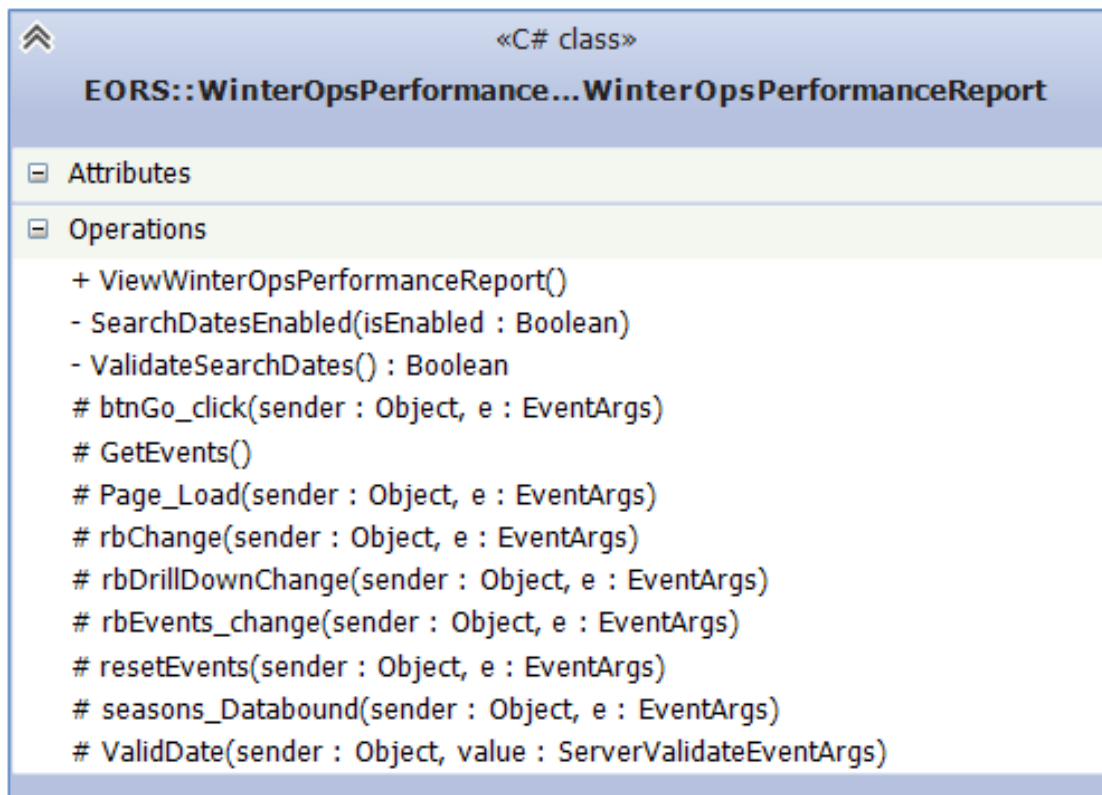 «C# class»
EORS::WinterOpsPerformance...WinterOpsPerformanceReport
Attributes
Operations
+ ViewWinterOpsPerformanceReport()
- SearchDatesEnabled(isEnabled : Boolean)
- ValidateSearchDates() : Boolean
# btnGo_click(sender : Object, e : EventArgs)
# GetEvents()
# Page_Load(sender : Object, e : EventArgs)
# rbChange(sender : Object, e : EventArgs)
# rbDrillDownChange(sender : Object, e : EventArgs)
# rbEvents_change(sender : Object, e : EventArgs)
# resetEvents(sender : Object, e : EventArgs)
# seasons_Databound(sender : Object, e : EventArgs)
# ValidDate(sender : Object, value : ServerValidateEventArgs)